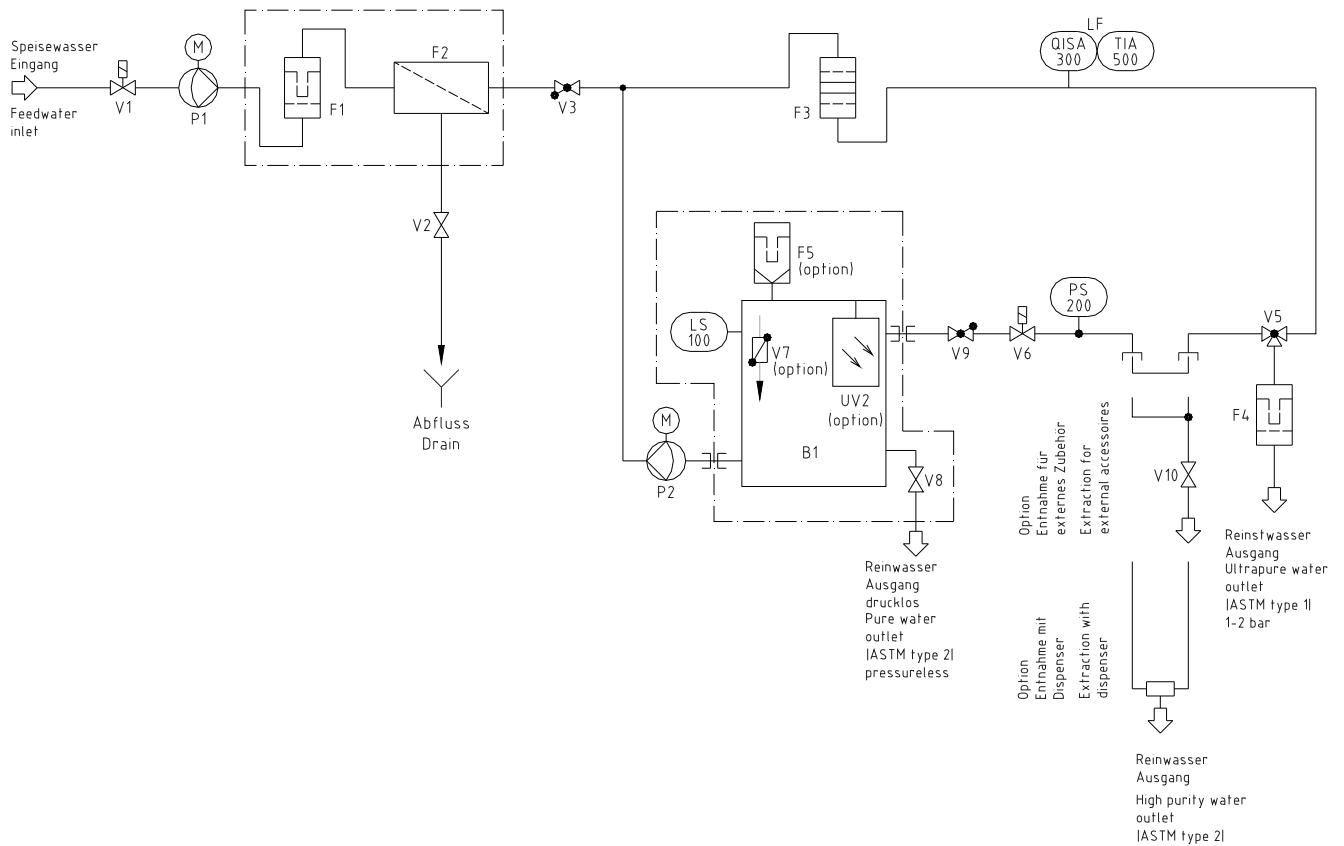 Speisewasser
Eingang
Feedwater
inlet
V1
M
P1
F1
F2
V2
Abfluss
Drain
V3
F3
LF
QISA
300
TIA
500
F5
(option)
LS
100
V7
(option)
UV2
(option)
B1
M
P2
V8
Reinwasser
Ausgang
drucklos
Pure water
outlet
|ASTM type 2|
pressureless
V9
V6
PS
200
V5
F4
V10
Option
Entnahme für
externes Zubehör
Extraction for
external accessoires
Reinstwasser
Ausgang
Ultrapure water
outlet
|ASTM type 1|
1-2 bar
Option
Entnahme mit
Dispenser
Extraction with
dispenser
Reinwasser
Ausgang
High purity water
outlet
|ASTM type 2|